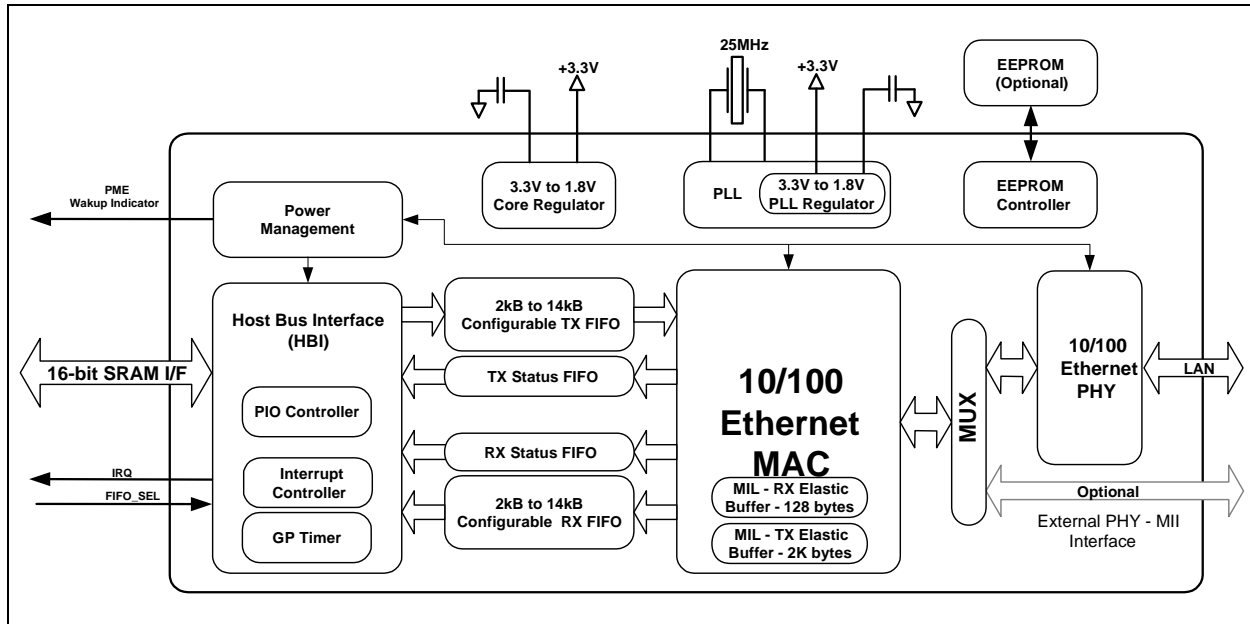 25MHz
+3.3V
+3.3V
EEPROM
(Optional)
PME
Wakup Indicator
Power
Management
3.3V to 1.8V
Core Regulator
PLL
3.3V to 1.8V
PLL Regulator
EEPROM
Controller
Host Bus Interface
(HBI)
2kB to 14kB
Configurable TX FIFO
16-bit SRAM I/F
TX Status FIFO
PIO Controller
RX Status FIFO
IRQ
FIFO_SEL
Interrupt
Controller
2kB to 14kB
Configurable RX FIFO
GP Timer
10/100
Ethernet
MAC
MIL - RX Elastic
Buffer - 128 bytes
MIL - TX Elastic
Buffer - 2K bytes
MUX
10/100
Ethernet
PHY
LAN
Optional
External PHY - MII
Interface